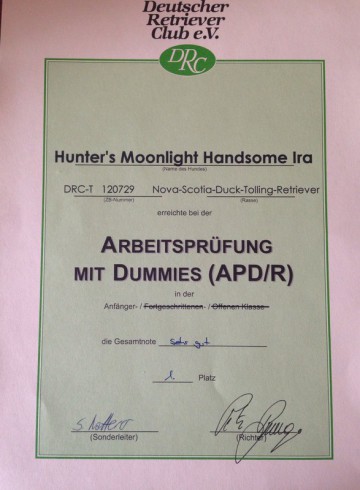 Deutscher
Retriever
Club e.V.
DRC
Hunter's Moonlight Handsome Ira
(Name des Hundes)
DRC-T 120729 Nova-Scotia-Duck-Tolling-Retriever
(ZB-Nummer) (Rasse)
erreichte bei der
ARBEITSPRÜFUNG
MIT DUMMIES (APD/R)
in der
Anfänger- / Fortgeschrittenen- / Offenen Klasse
die Gesamtnote sehr gut
1 Platz
(Sonderleiter) (Richter)